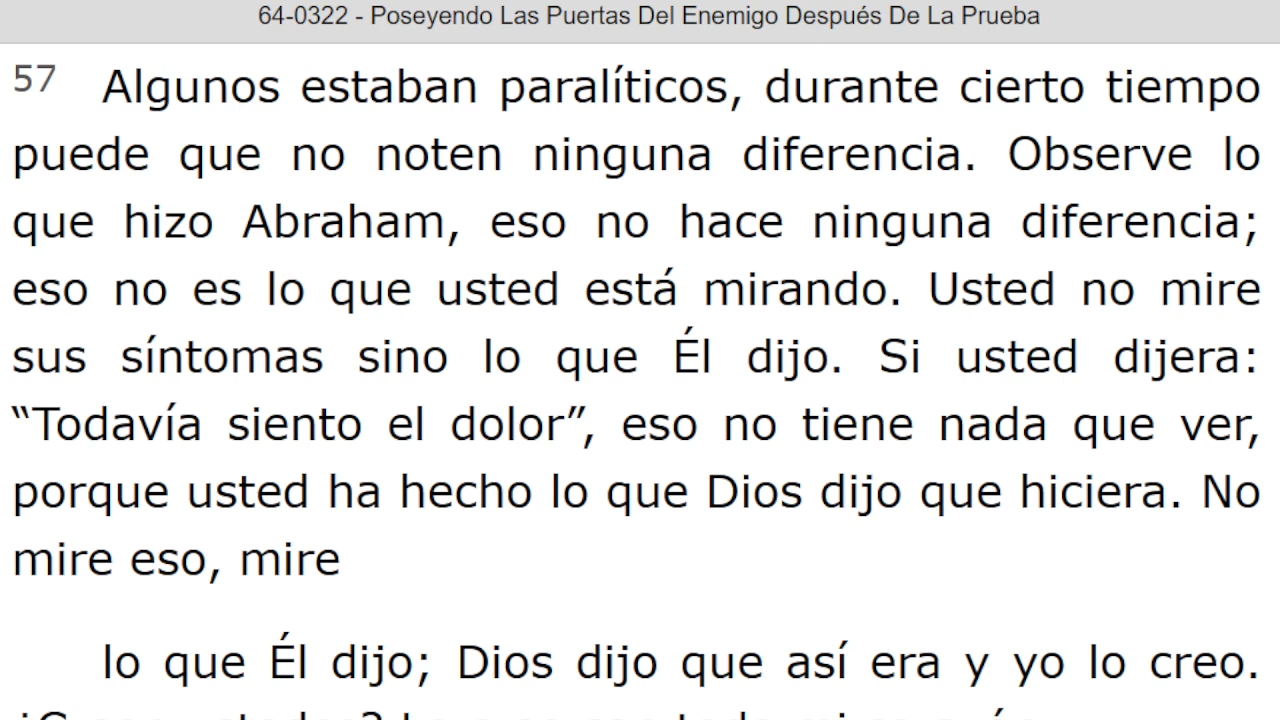 64-0322 - Poseyendo Las Puertas Del Enemigo Después De La Prueba
57 Algunos estaban paralíticos, durante cierto tiempo
puede que no noten ninguna diferencia. Observe lo
que hizo Abraham, eso no hace ninguna diferencia;
eso no es lo que usted está mirando. Usted no mire
sus síntomas sino lo que Él dijo. Si usted dijera:
“Todavía siento el dolor”, eso no tiene nada que ver,
porque usted ha hecho lo que Dios dijo que hiciera. No
mire eso, mire
lo que Él dijo; Dios dijo que así era y yo lo creo.